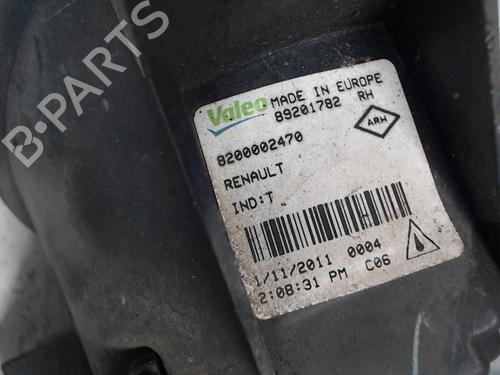 Valeo MADE IN EUROPE
89201782 RH
ARH
8200002470
RENAULT
IND:T
H
1/11/2011 0004
2:08:31 PM C06